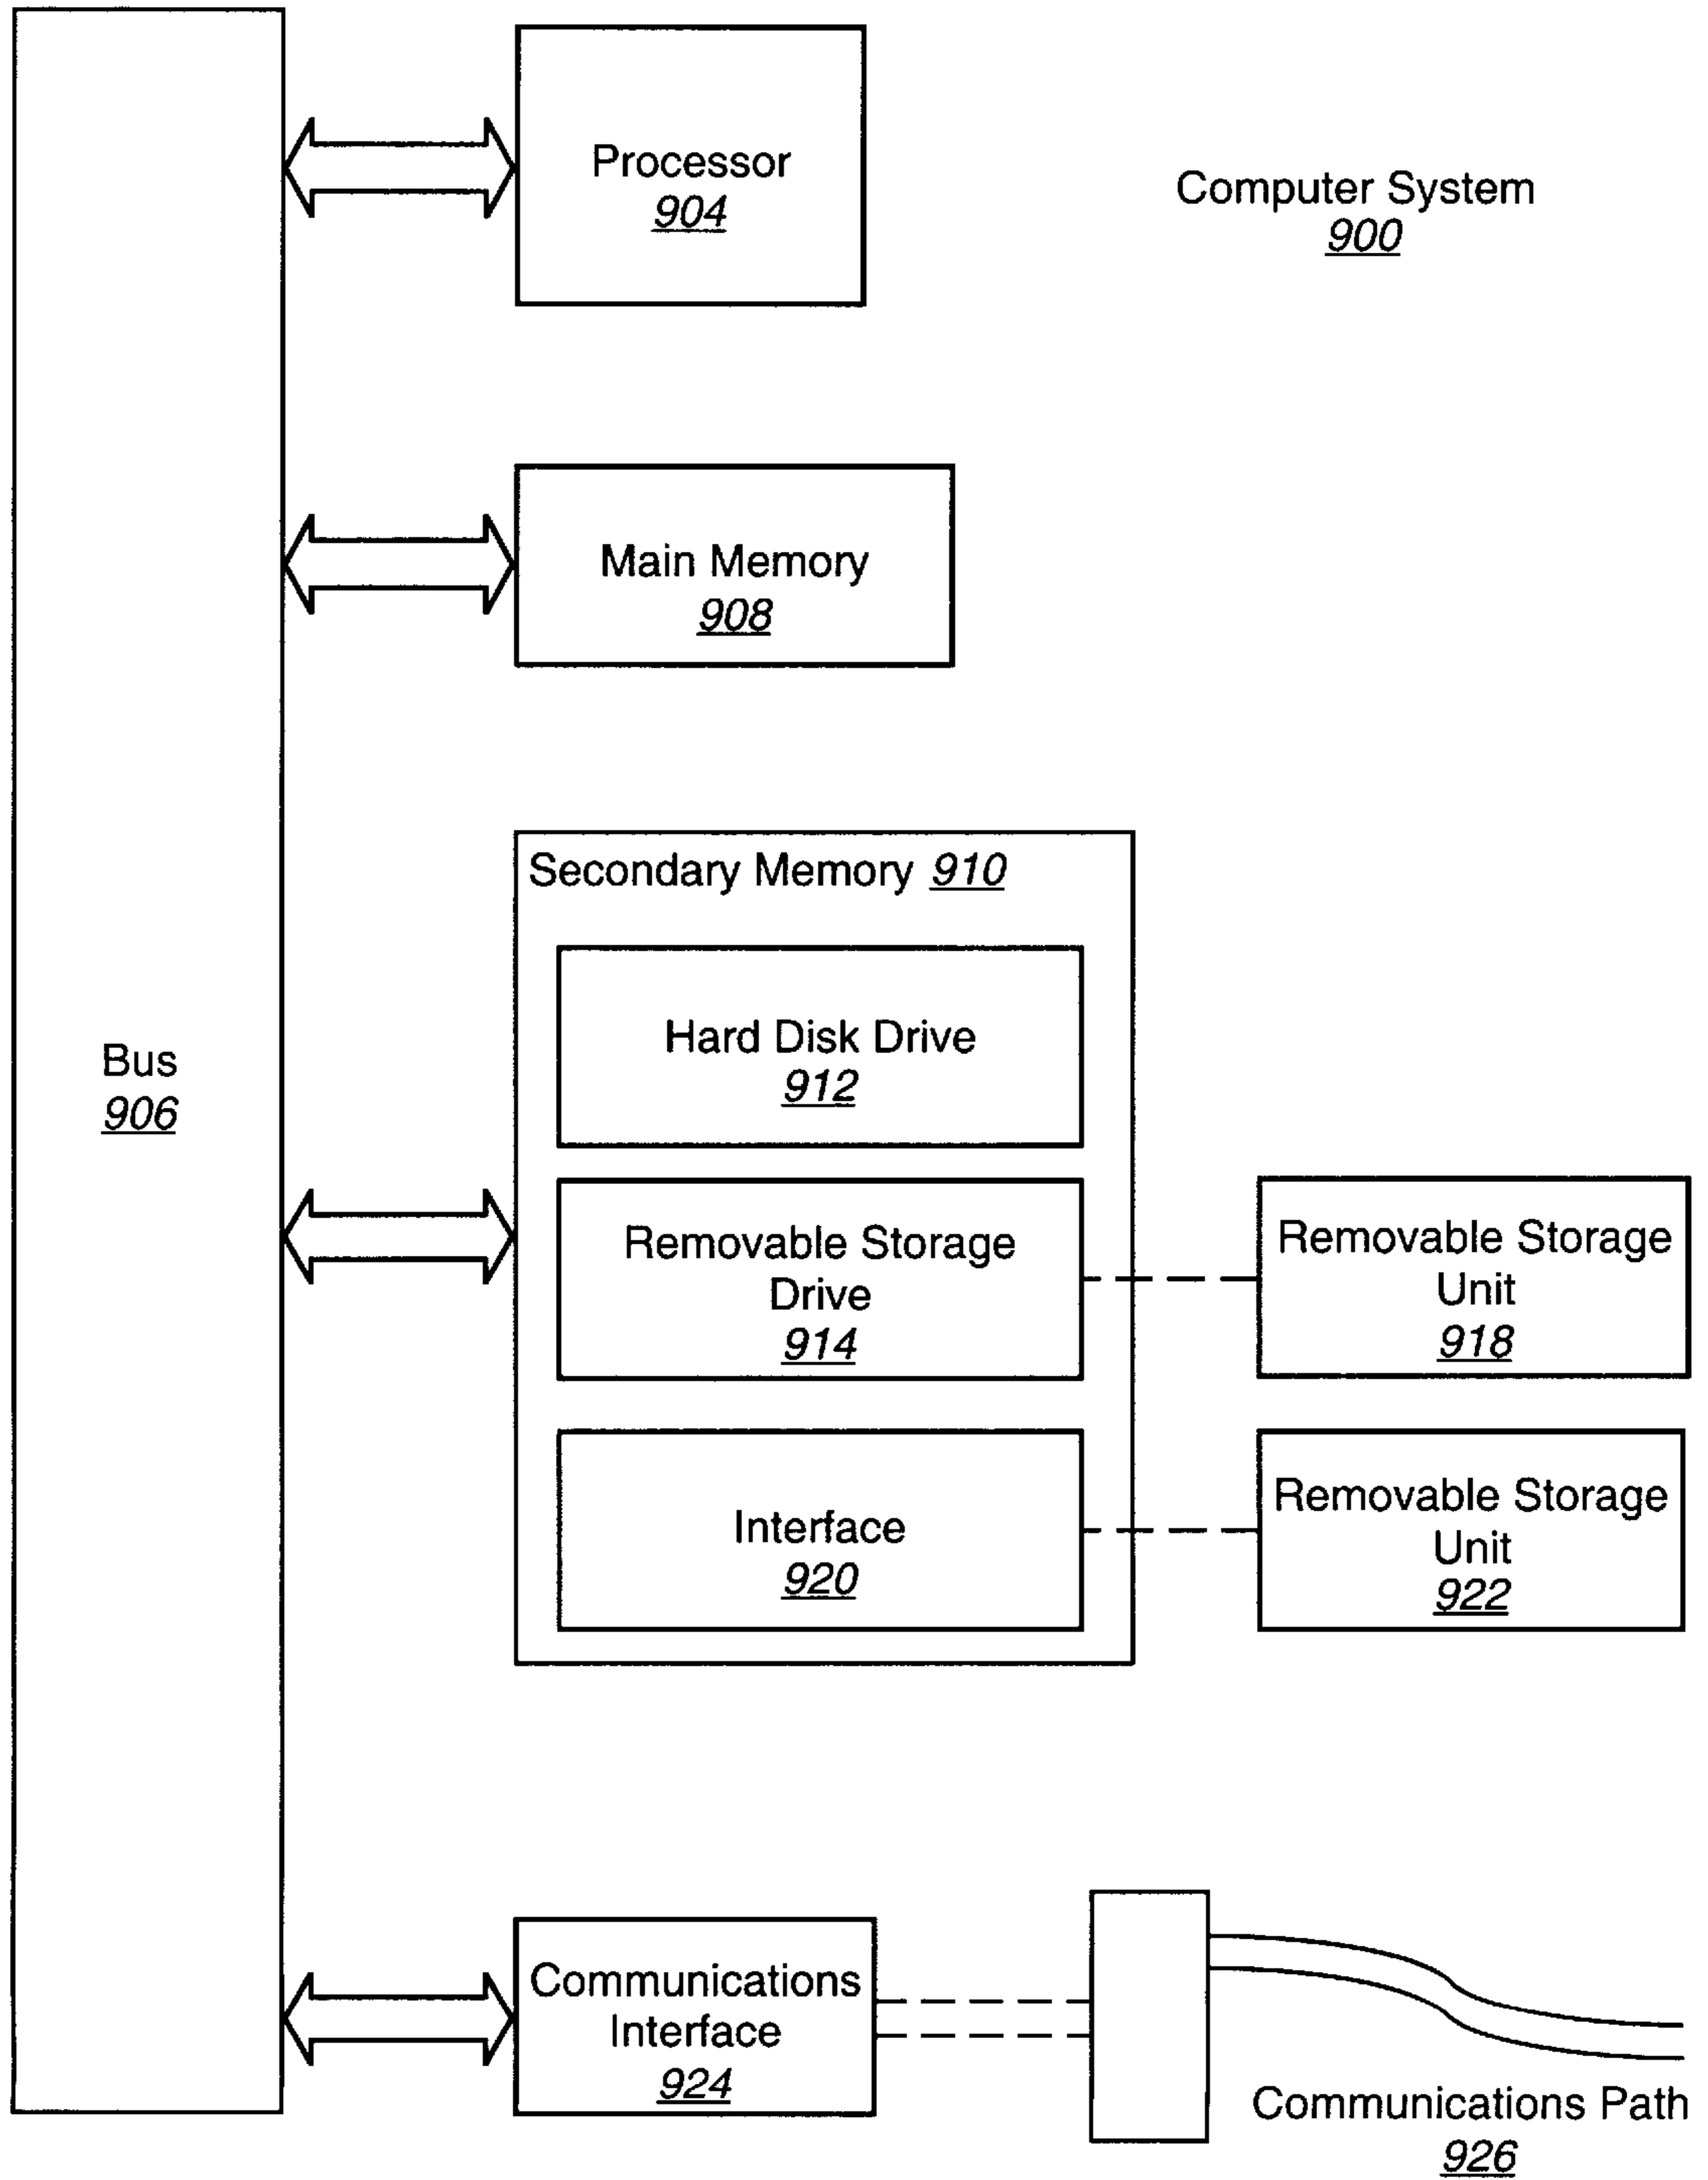 Processor
904
Computer System
900
Main Memory
908
Secondary Memory 910
Hard Disk Drive
912
Bus
906
Removable Storage
Drive
914
Removable Storage
Unit
918
Interface
920
Removable Storage
Unit
922
Communications
Interface
924
Communications Path
926